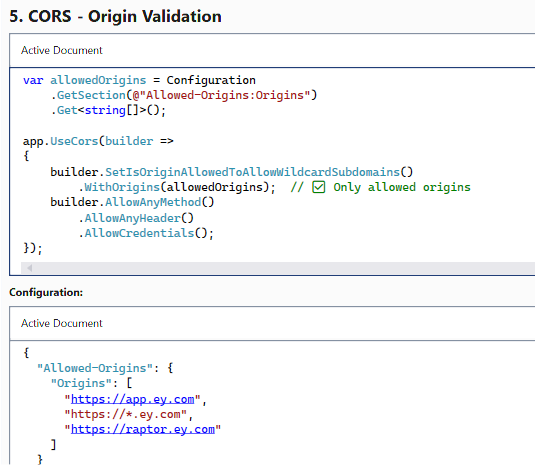 5. CORS - Origin Validation
Active Document
var allowedOrigins = Configuration
    .GetSection(@"Allowed-Origins:Origins")
    .Get<string[]>();
app.UseCors(builder =>
{
    builder.SetIsOriginAllowedToAllowWildcardSubdomains()
        .WithOrigins(allowedOrigins);  // ✅ Only allowed origins
    builder.AllowAnyMethod()
        .AllowAnyHeader()
        .AllowCredentials();
});
Configuration:
Active Document
{
  "Allowed-Origins": {
    "Origins": [
      "https://app.ey.com",
      "https://*.ey.com",
      "https://raptor.ey.com"
    ]
  }